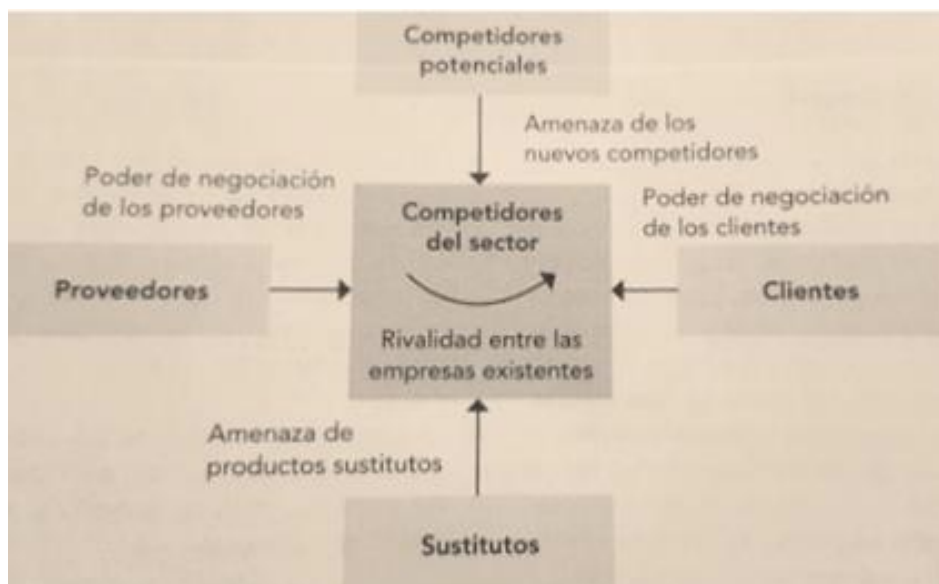 Competidores
potenciales
Amenaza de los
nuevos competidores
Poder de negociación
de los proveedores
Competidores
del sector
Poder de negociación
de los clientes
Proveedores
Clientes
Rivalidad entre las
empresas existentes
Amenaza de
productos sustitutos
Sustitutos